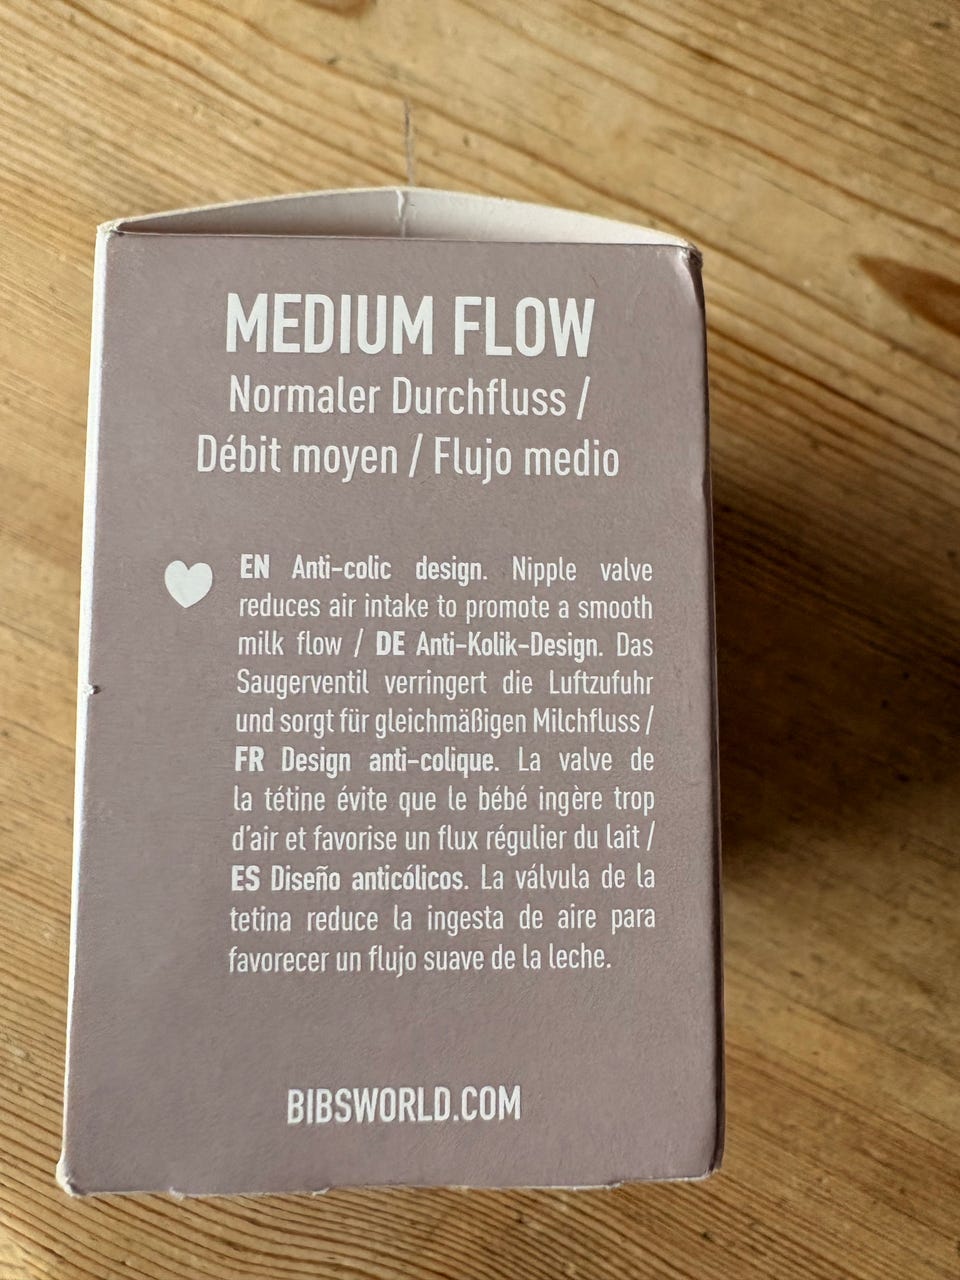 MEDIUM FLOW
Normaler Durchfluss /
Débit moyen / Flujo medio
EN Anti-colic design. Nipple valve
reduces air intake to promote a smooth
milk flow / DE Anti-Kolik-Design. Das
Saugerventil verringert die Luftzufuhr
und sorgt für gleichmäßigen Milchfluss /
FR Design anti-colique. La valve de
la tétine évite que le bébé ingère trop
d'air et favorise un flux régulier du lait /
ES Diseño anticólicos. La válvula de la
tetina reduce la ingesta de aire para
favorecer un flujo suave de la leche.
BIBSWORLD.COM